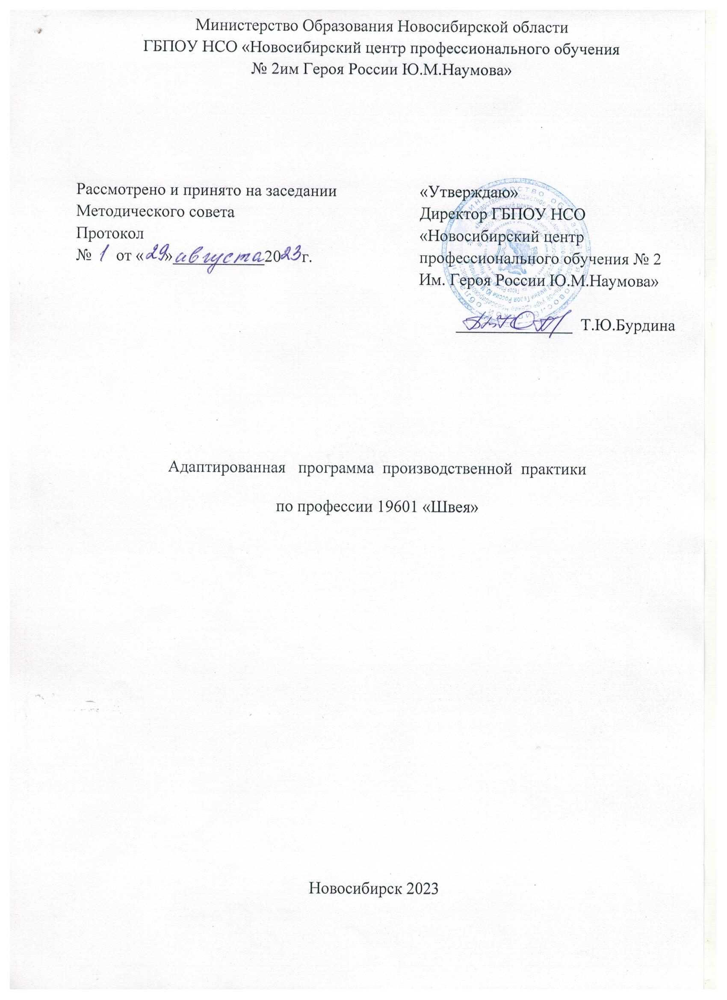 Министерство Образования Новосибирской области
ГБПОУ НСО «Новосибирский центр профессионального обучения
№ 2им Героя России Ю.М.Наумова»
Рассмотрено и принято на заседании
Методического совета
Протокол
№ 1 от «29» августа 2023г.
«Утверждаю»
Директор ГБПОУ НСО
«Новосибирский центр
профессионального обучения № 2
Им. Героя России Ю.М.Наумова»
Т.Ю.Бурдина
Адаптированная программа производственной практики
по профессии 19601 «Швея»
Новосибирск 2023